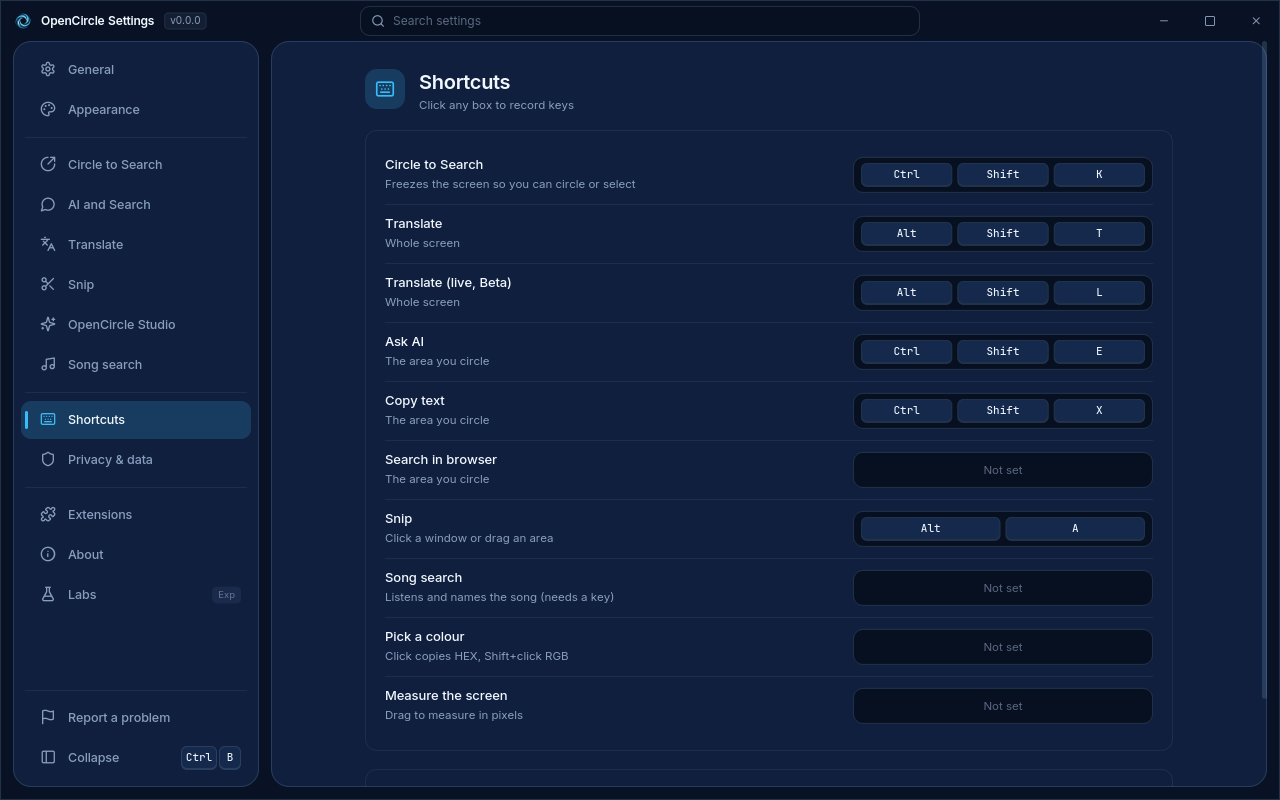 OpenCircle Settings v0.0.0
Search settings
General
Appearance
Circle to Search
AI and Search
Translate
Snip
OpenCircle Studio
Song search
Shortcuts
Privacy & data
Extensions
About
Labs Exp
Report a problem
Collapse Ctrl B
Shortcuts
Click any box to record keys
Circle to Search
Freezes the screen so you can circle or select
Ctrl Shift K
Translate
Whole screen
Alt Shift T
Translate (live, Beta)
Whole screen
Alt Shift L
Ask AI
The area you circle
Ctrl Shift E
Copy text
The area you circle
Ctrl Shift X
Search in browser
The area you circle
Not set
Snip
Click a window or drag an area
Alt A
Song search
Listens and names the song (needs a key)
Not set
Pick a colour
Click copies HEX, Shift+click RGB
Not set
Measure the screen
Drag to measure in pixels
Not set